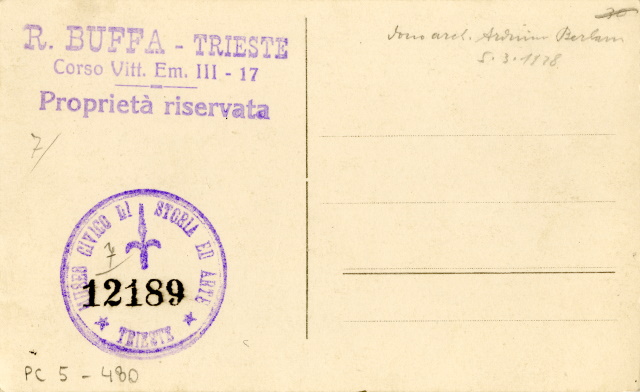 R. BUFFA - TRIESTE
Corso Vitt. Em. III - 17
Proprietà riservata
7/
dono arch. Arduino Berlam
5.3.1928
MUSEO CIVICO DI STORIA ED ARTE
7
12189
★ TRIESTE ★
PC 5 - 480